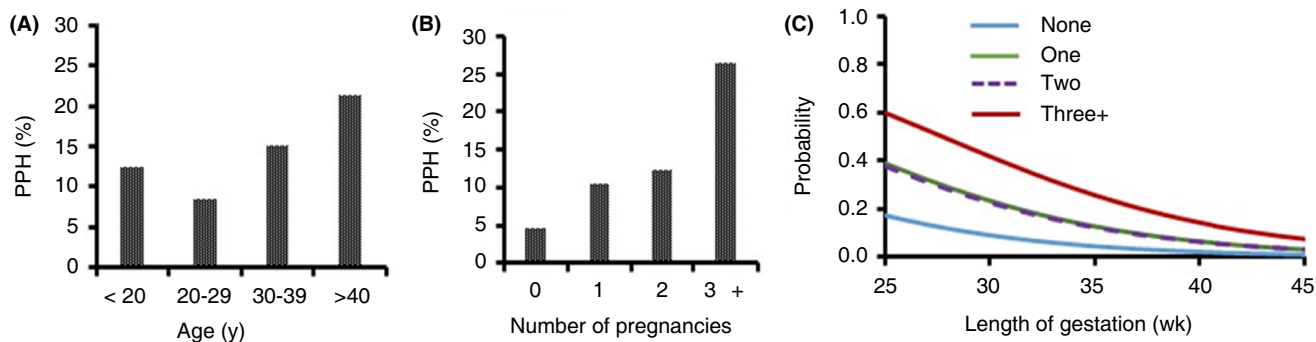 (A)
30
25
20
15
10
5
0
PPH (%)
< 20 20-29 30-39 >40
Age (y)
(B)
30
25
20
15
10
5
0
PPH (%)
0 1 2 3 +
Number of pregnancies
(C)
1.0
0.8
0.6
0.4
0.2
0.0
Probability
None
One
Two
Three+
25 30 35 40 45
Length of gestation (wk)